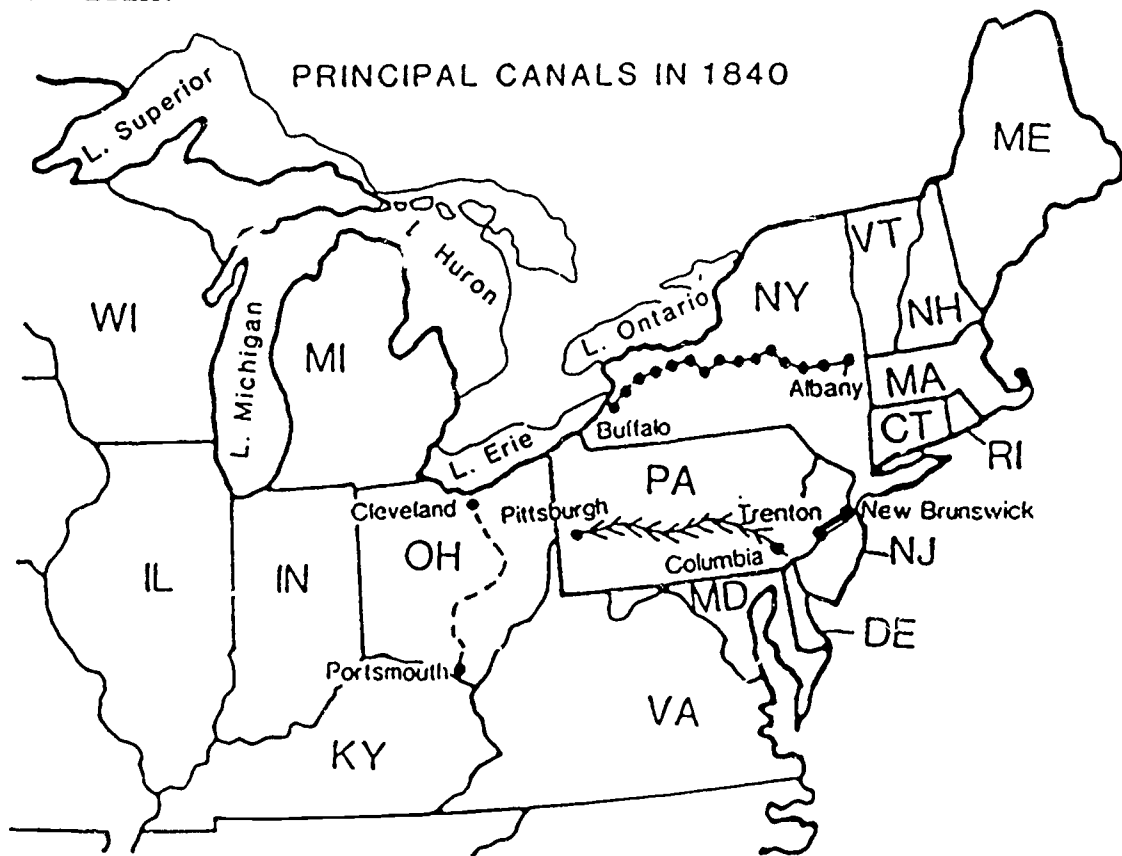 PRINCIPAL CANALS IN 1840
L. Superior
ME
L. Huron
VT
NH
WI
L. Michigan
MI
L. Ontario
NY
Albany
MA
Buffalo
CT
RI
L. Erie
PA
Cleveland
Pittsburgh
Trenton
New Brunswick
OH
Columbia
NJ
IL
IN
MD
DE
Portsmouth
VA
KY